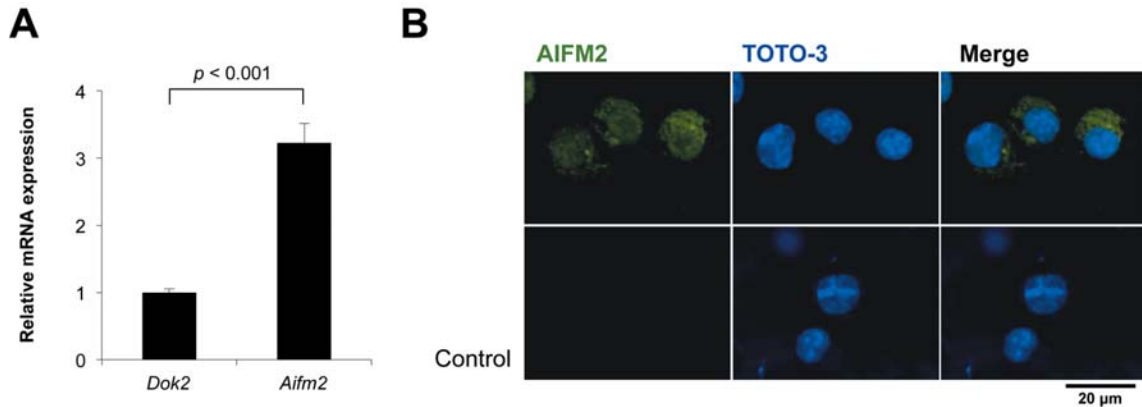 A
p < 0.001
Relative mRNA expression
4
3
2
1
0
Dok2
Aifm2
B
AIFM2
TOTO-3
Merge
Control
20 µm